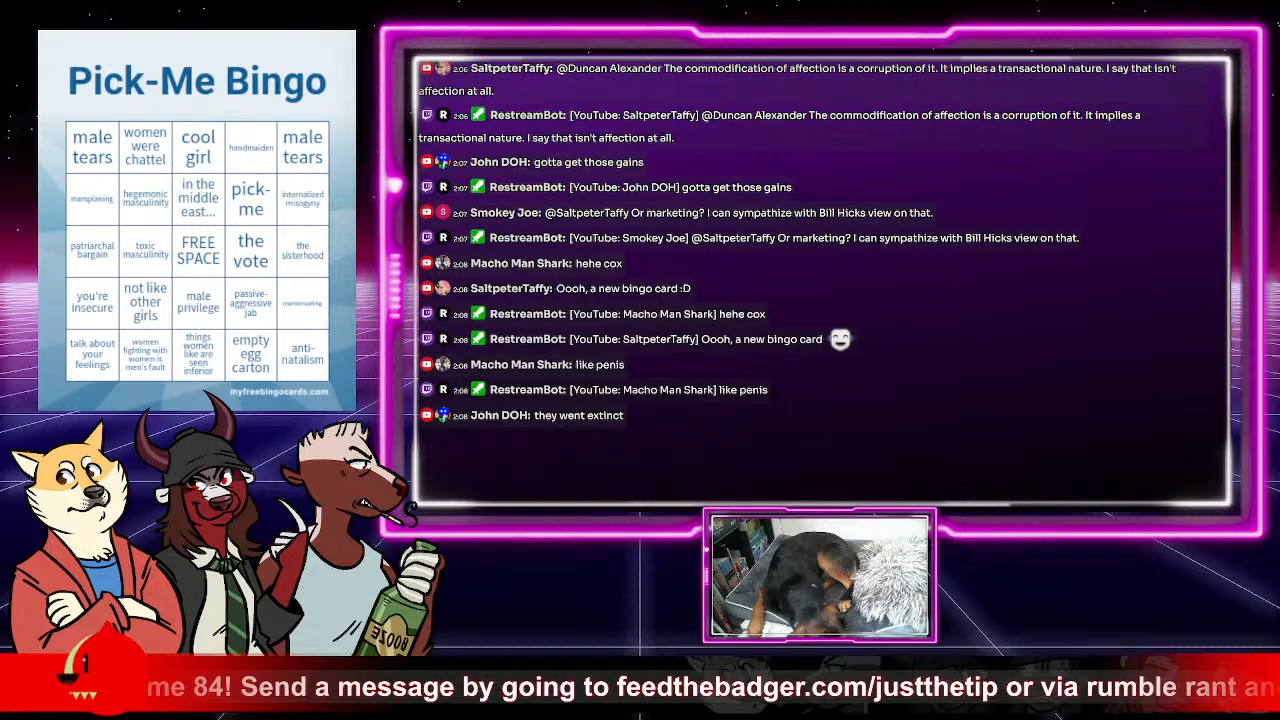 Pick-Me Bingo
male tears
women were chattel
cool girl
handmaiden
male tears
mansplaining
hegemonic masculinity
in the middle east...
pick-me
internalized misogyny
patriarchal bargain
toxic masculinity
FREE SPACE
the vote
the sisterhood
you're insecure
not like other girls
male privilege
passive-aggressive jab
manterrupting
talk about your feelings
women fighting with women is men's fault
things women like are seen inferior
empty egg carton
anti-natalism
myfreebingocards.com
2:06 SaltpeterTaffy: @Duncan Alexander The commodification of affection is a corruption of it. It implies a transactional nature. I say that isn't
affection at all.
R 2:06 RestreamBot: [YouTube: SaltpeterTaffy] @Duncan Alexander The commodification of affection is a corruption of it. It implies a
transactional nature. I say that isn't affection at all.
2:07 John DOH: gotta get those gains
R 2:07 RestreamBot: [YouTube: John DOH] gotta get those gains
S 2:07 Smokey Joe: @SaltpeterTaffy Or marketing? I can sympathize with Bill Hicks view on that.
R 2:07 RestreamBot: [YouTube: Smokey Joe] @SaltpeterTaffy Or marketing? I can sympathize with Bill Hicks view on that.
2:08 Macho Man Shark: hehe cox
2:08 SaltpeterTaffy: Oooh, a new bingo card :D
R 2:08 RestreamBot: [YouTube: Macho Man Shark] hehe cox
R 2:08 RestreamBot: [YouTube: SaltpeterTaffy] Oooh, a new bingo card
2:08 Macho Man Shark: like penis
R 2:08 RestreamBot: [YouTube: Macho Man Shark] like penis
2:08 John DOH: they went extinct
BOOZE
me 84! Send a message by going to feedthebadger.com/justthetip or via rumble rant an